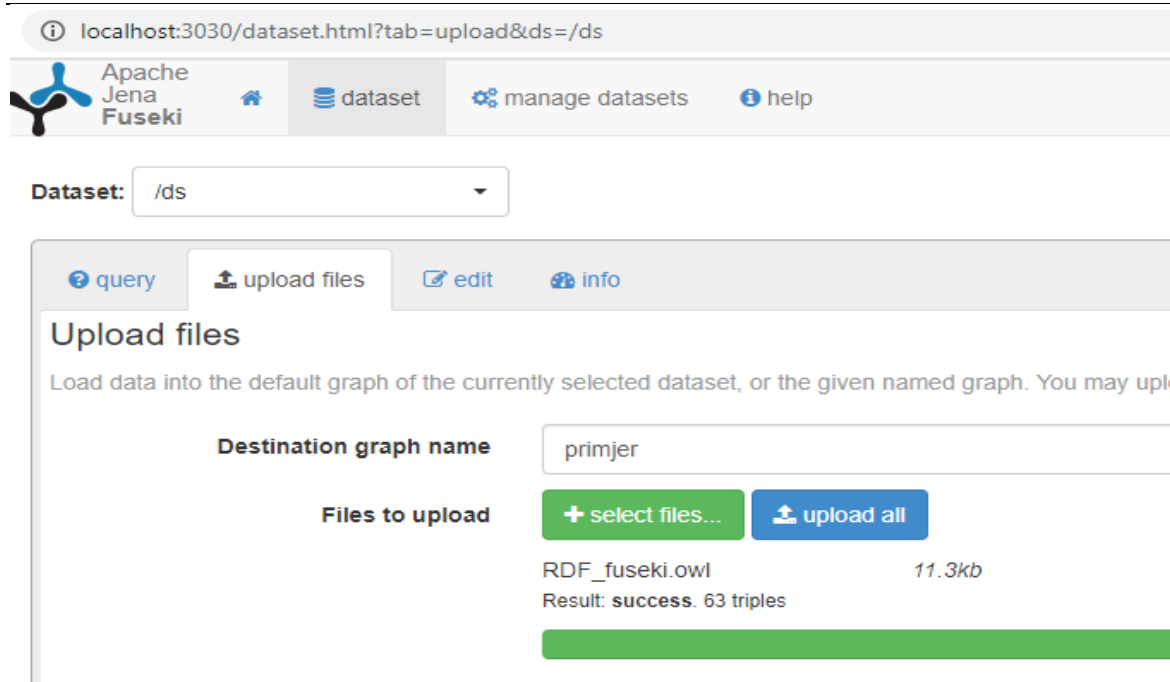 localhost:3030/dataset.html?tab=upload&ds=/ds
Apache
Jena
Fuseki
dataset
manage datasets
help
Dataset:
/ds
query
upload files
edit
info
Upload files
Load data into the default graph of the currently selected dataset, or the given named graph. You may
Destination graph name
primjer
Files to upload
select files...
upload all
RDF_fuseki.owl 11.3kb
Result: success. 63 triples